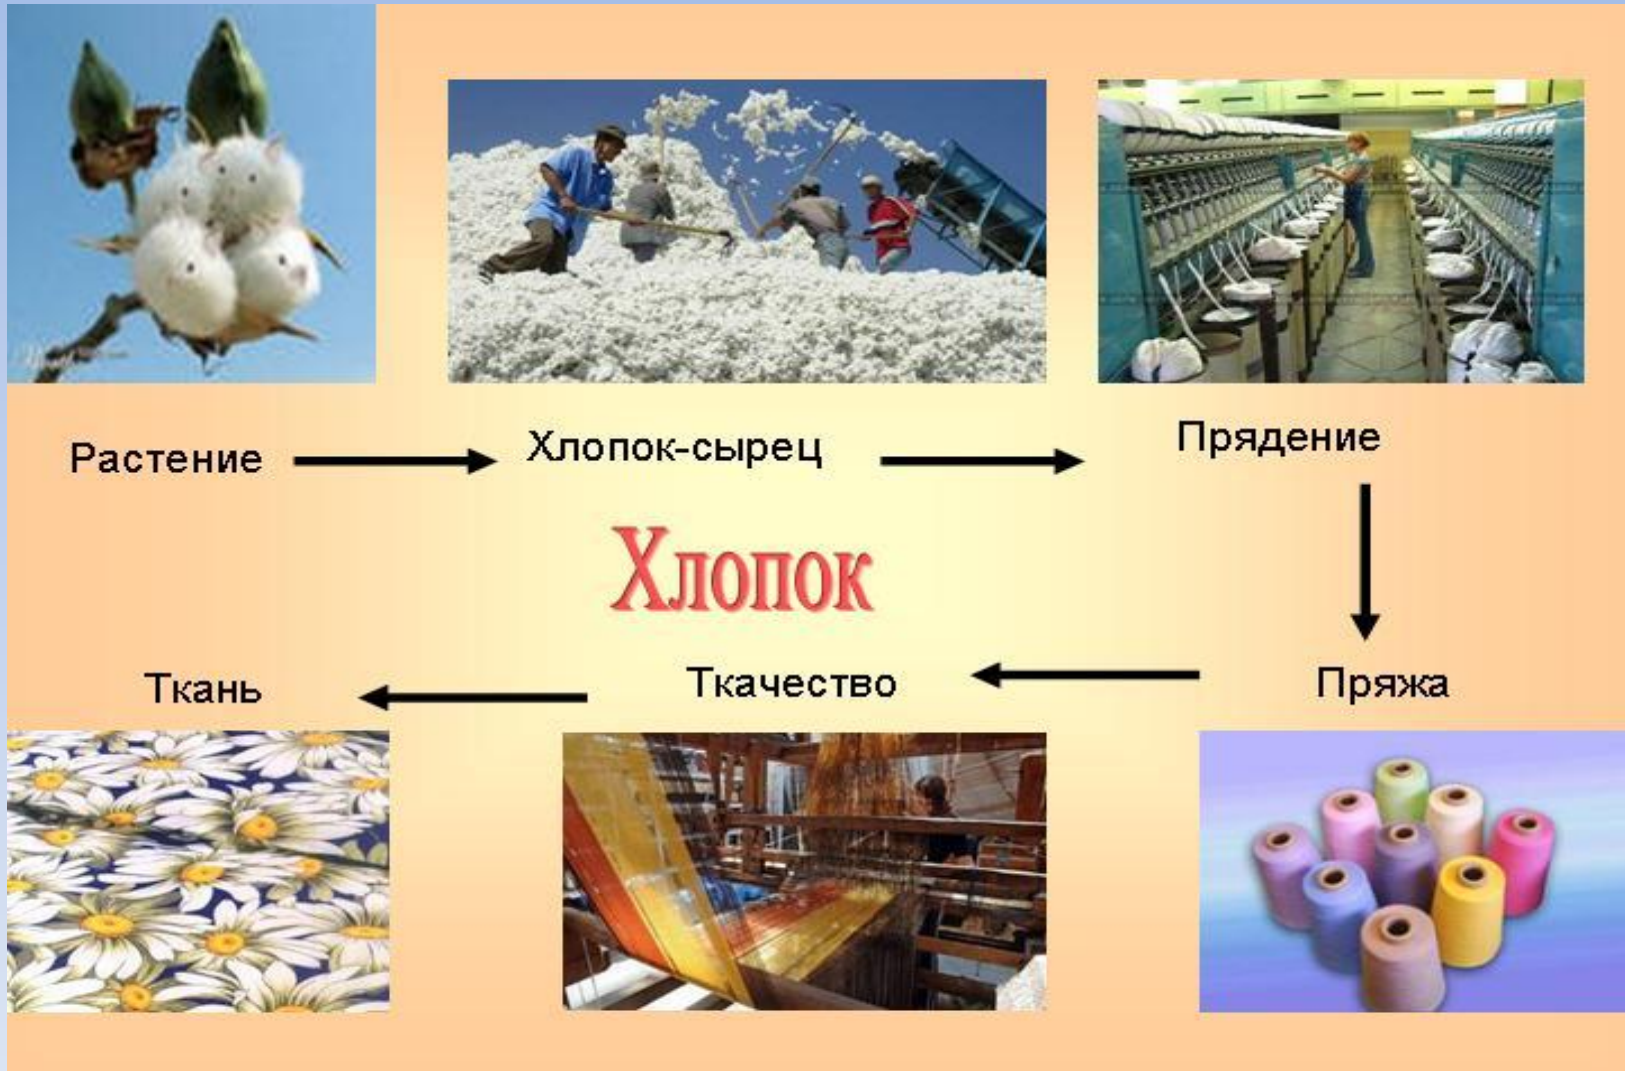 Растение
Хлопок-сырец
Прядение
Хлопок
Ткань
Ткачество
Пряжа